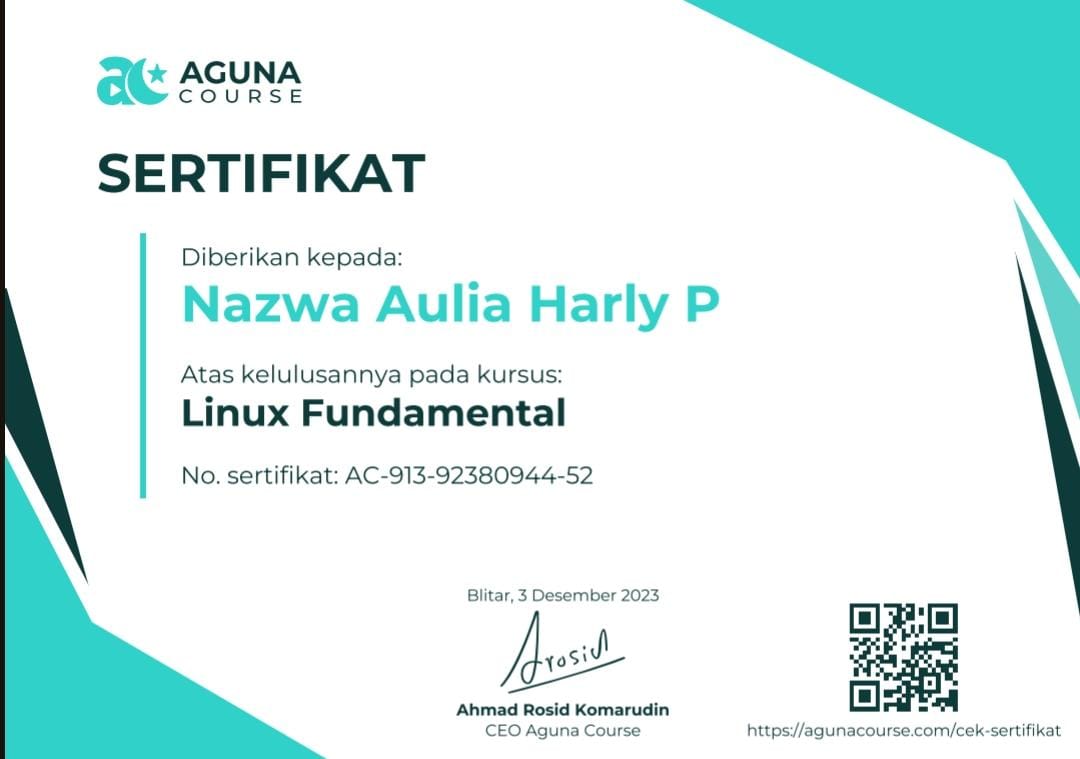 AGUNA
COURSE
SERTIFIKAT
Diberikan kepada:
Nazwa Aulia Harly P
Atas kelulusannya pada kursus:
Linux Fundamental
No. sertifikat: AC-913-92380944-52
Blitar, 3 Desember 2023
Arosid
Ahmad Rosid Komarudin
CEO Aguna Course
https://agunacourse.com/cek-sertifikat